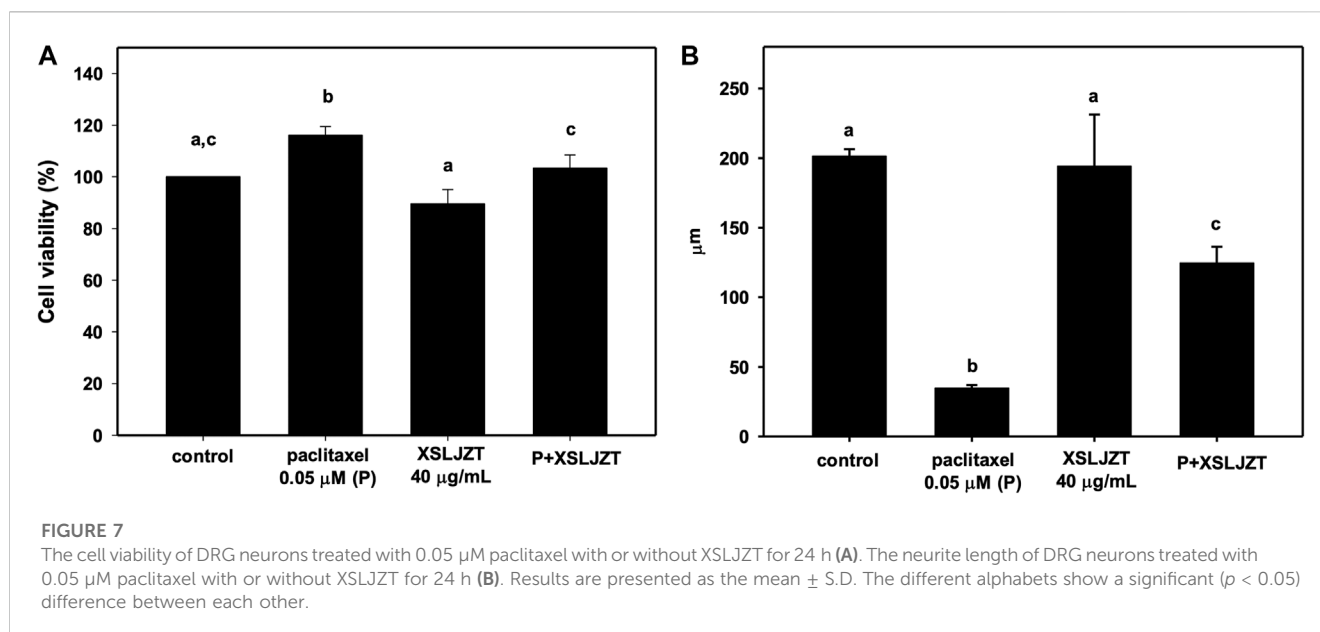 A
140
120
100
80
60
40
20
0
Cell viability (%)
a,c
b
a
c
control
paclitaxel
0.05 μM (P)
XSLJZT
40 μg/mL
P+XSLJZT
B
250
200
150
100
50
0
μm
a
b
a
c
control
paclitaxel
0.05 μM (P)
XSLJZT
40 μg/mL
P+XSLJZT
FIGURE 7
The cell viability of DRG neurons treated with 0.05 μM paclitaxel with or without XSLJZT for 24 h (A). The neurite length of DRG neurons treated with
0.05 μM paclitaxel with or without XSLJZT for 24 h (B). Results are presented as the mean ± S.D. The different alphabets show a significant (p < 0.05)
difference between each other.